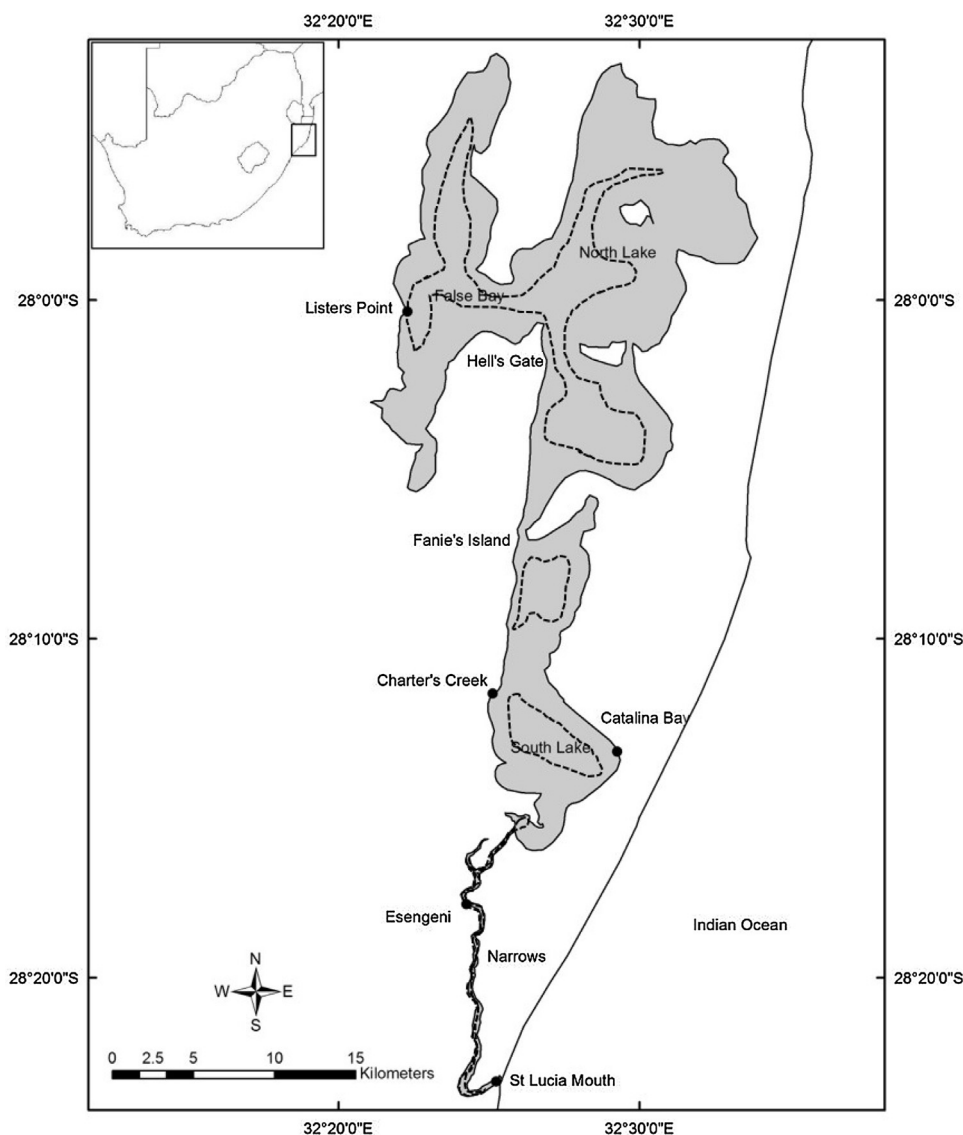 32°20'0"E
32°30'0"E
North Lake
False Bay
28°0'0"S
Listers Point
28°0'0"S
Hell's Gate
Fanie's Island
28°10'0"S
28°10'0"S
Charter's Creek
Catalina Bay
South Lake
Esengeni
Indian Ocean
Narrows
N
28°20'0"S
W
E
28°20'0"S
S
0
2.5
5
10
15
Kilometers
St Lucia Mouth
32°20'0"E
32°30'0"E